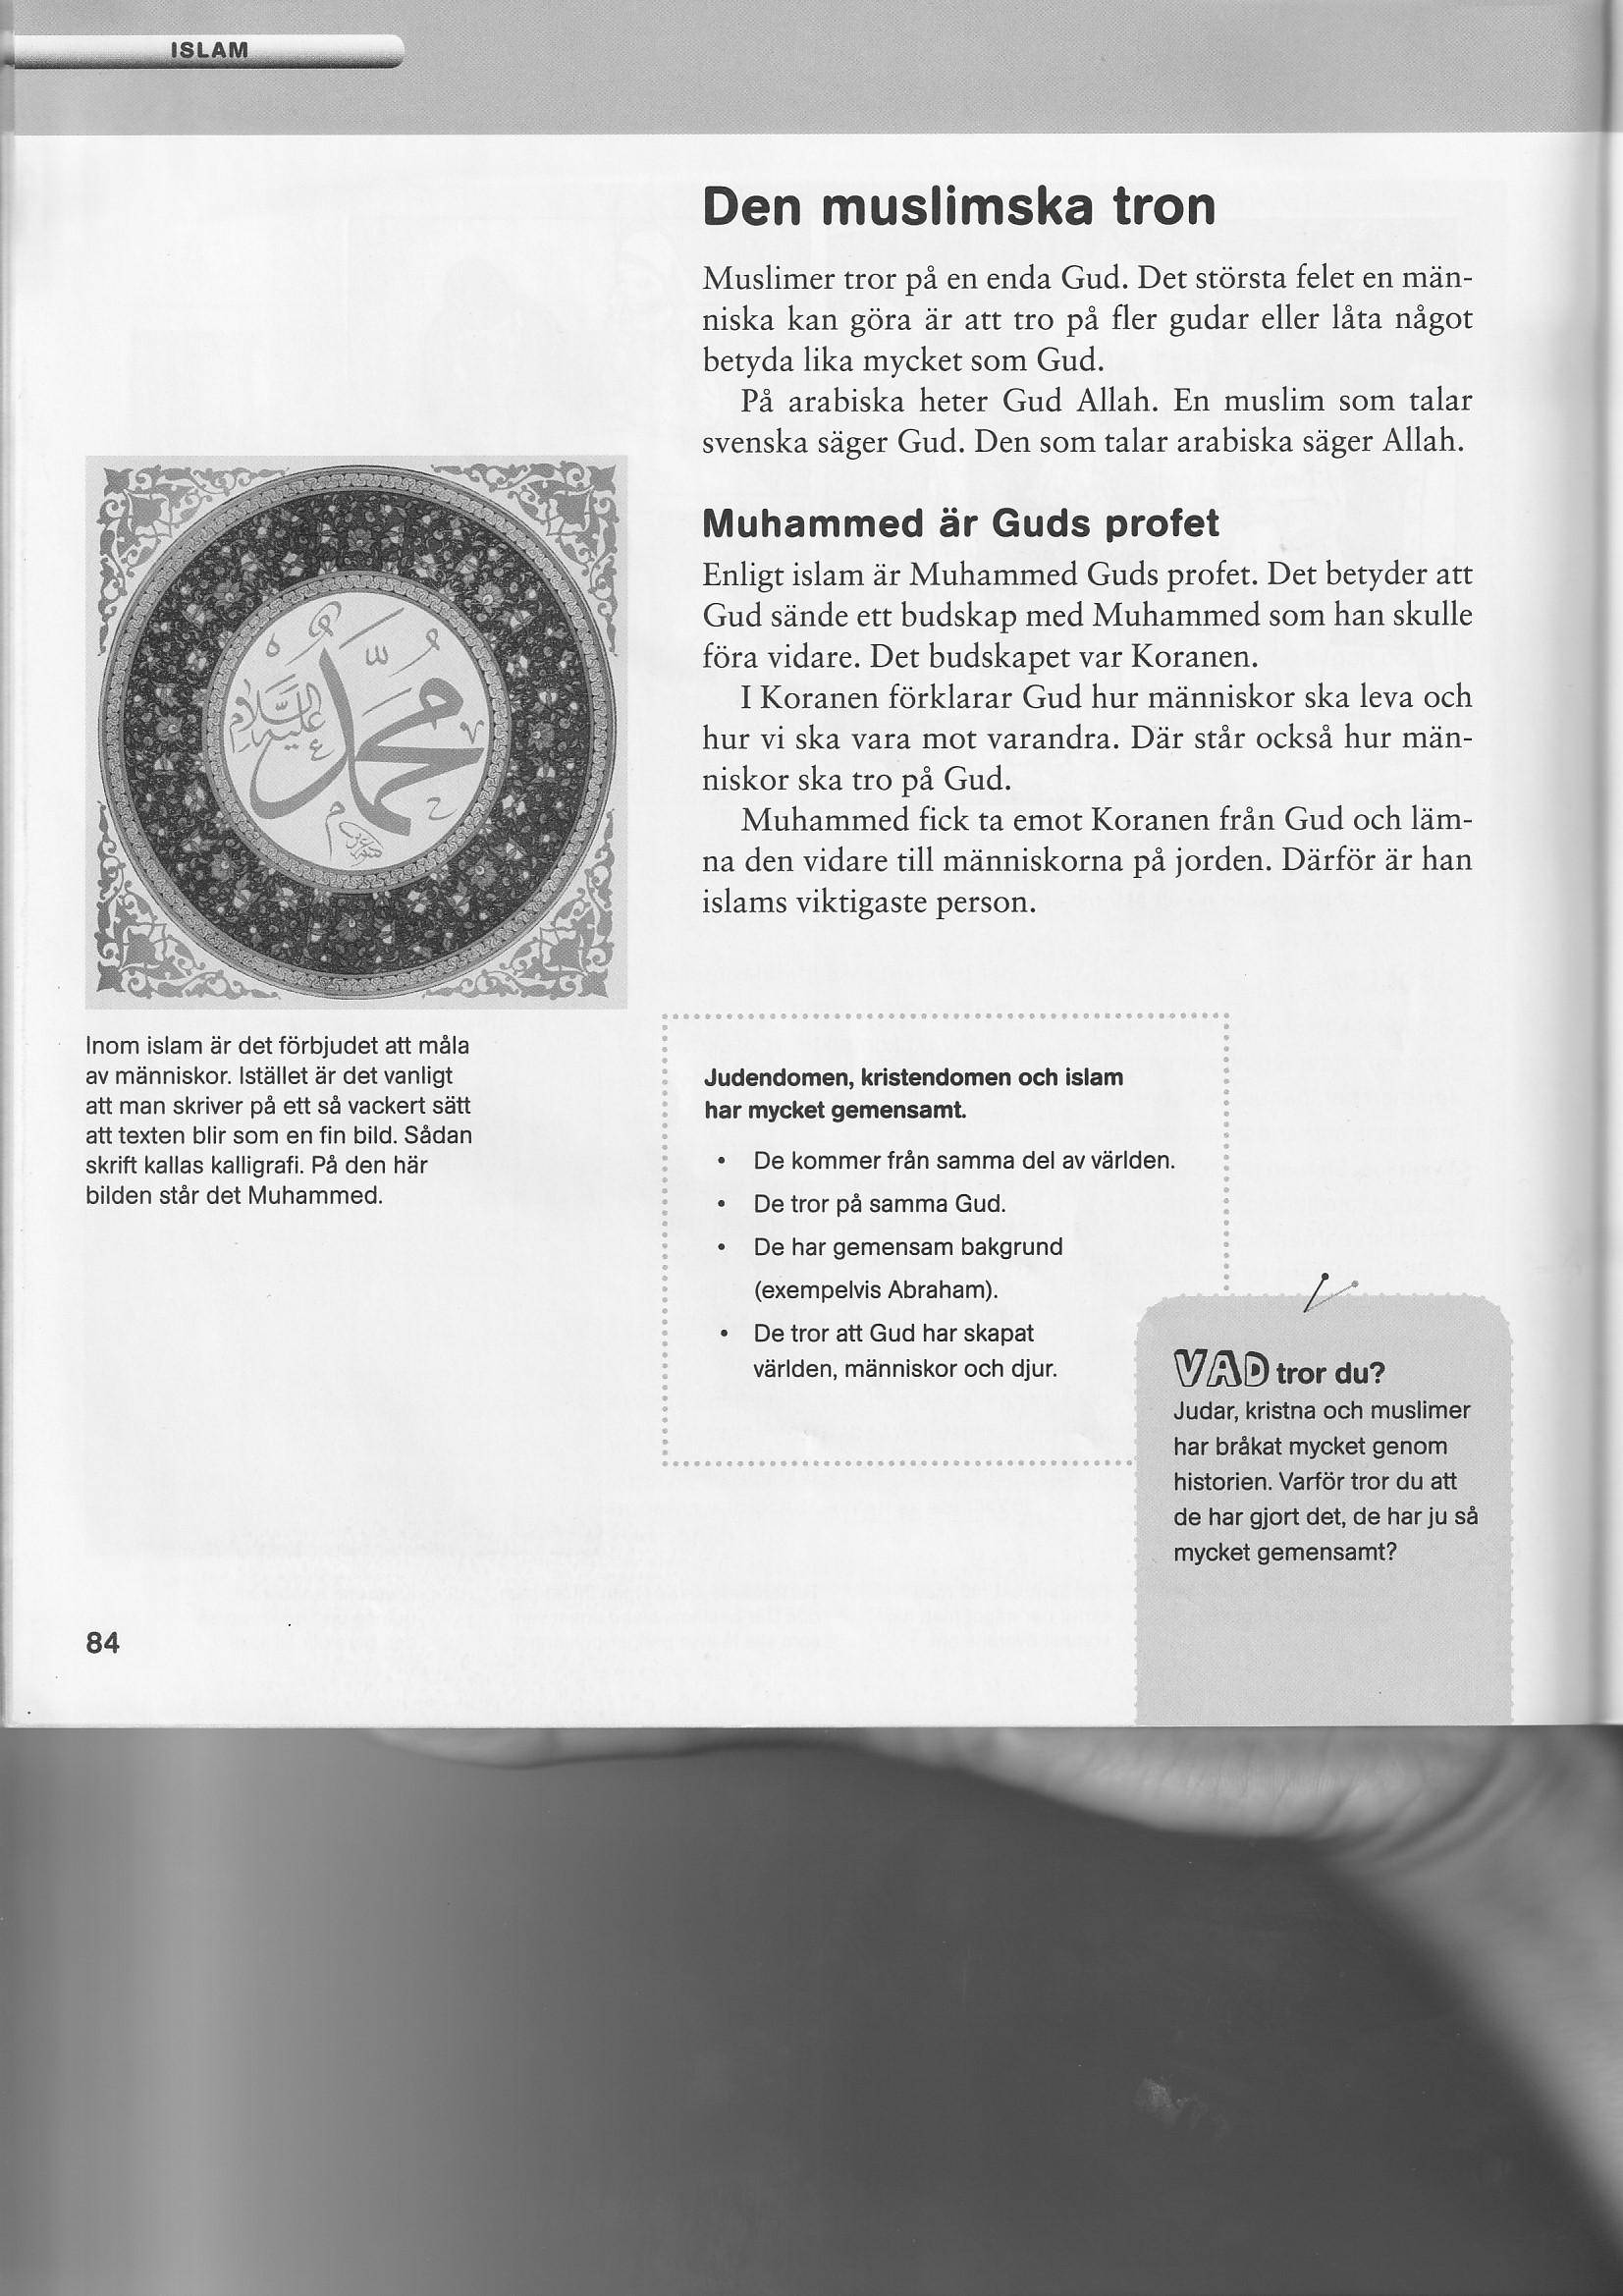 ISLAM
Den muslimska tron
Muslimer tror på en enda Gud. Det största felet en män-
niska kan göra är att tro på fler gudar eller låta något
betyda lika mycket som Gud.
På arabiska heter Gud Allah. En muslim som talar
svenska säger Gud. Den som talar arabiska säger Allah.
Muhammed är Guds profet
Enligt islam är Muhammed Guds profet. Det betyder att
Gud sände ett budskap med Muhammed som han skulle
föra vidare. Det budskapet var Koranen.
I Koranen förklarar Gud hur människor ska leva och
hur vi ska vara mot varandra. Där står också hur män-
niskor ska tro på Gud.
Muhammed fick ta emot Koranen från Gud och läm-
na den vidare till människorna på jorden. Därför är han
islams viktigaste person.
محمد
عليه السلام
Inom islam är det förbjudet att måla
av människor. Istället är det vanligt
att man skriver på ett så vackert sätt
att texten blir som en fin bild. Sådan
skrift kallas kalligrafi. På den här
bilden står det Muhammed.
Judendomen, kristendomen och islam
har mycket gemensamt.
• De kommer från samma del av världen.
• De tror på samma Gud.
• De har gemensam bakgrund
(exempelvis Abraham).
• De tror att Gud har skapat
världen, människor och djur.
VAD tror du?
Judar, kristna och muslimer
har bråkat mycket genom
historien. Varför tror du att
de har gjort det, de har ju så
mycket gemensamt?
84